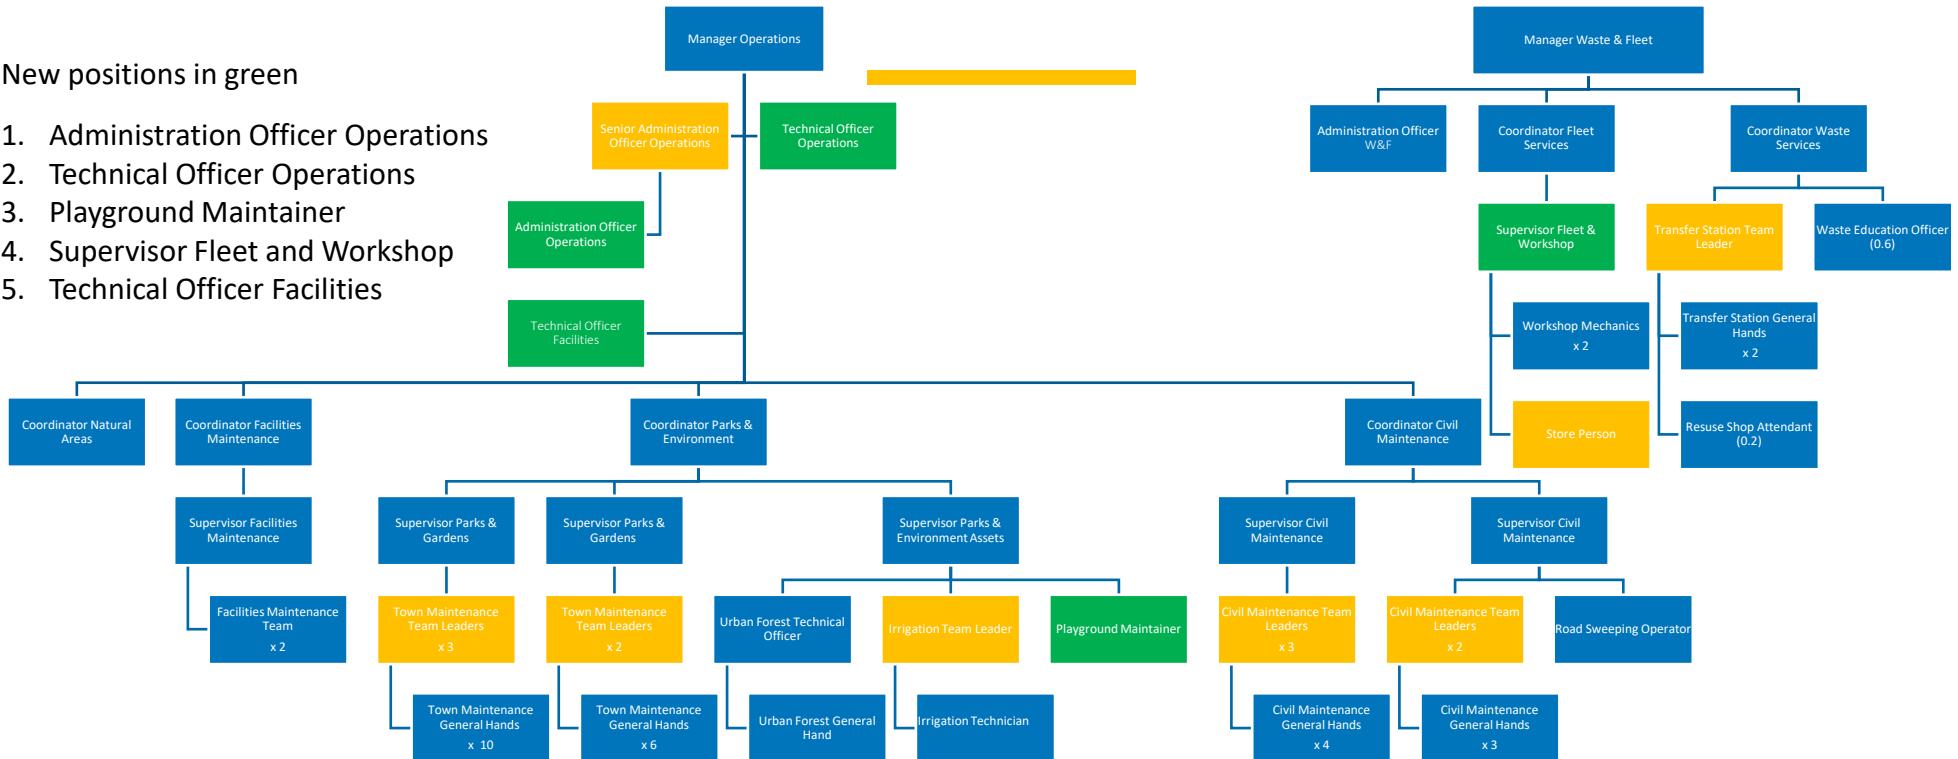 New positions in green
1. Administration Officer Operations
2. Technical Officer Operations
3. Playground Maintainer
4. Supervisor Fleet and Workshop
5. Technical Officer Facilities
Manager Operations
Senior Administration
Officer Operations
Technical Officer
Operations
Administration Officer
Operations
Technical Officer
Facilities
Manager Waste & Fleet
Administration Officer
W&F
Coordinator Fleet
Services
Coordinator Waste
Services
Supervisor Fleet &
Workshop
Transfer Station Team
Leader
Waste Education Officer
(0.6)
Workshop Mechanics
x 2
Transfer Station General
Hands
x 2
Store Person
Resuse Shop Attendant
(0.2)
Coordinator Natural
Areas
Coordinator Facilities
Maintenance
Coordinator Parks &
Environment
Coordinator Civil
Maintenance
Supervisor Facilities
Maintenance
Supervisor Parks &
Gardens
Supervisor Parks &
Gardens
Supervisor Parks &
Environment Assets
Supervisor Civil
Maintenance
Supervisor Civil
Maintenance
Facilities Maintenance
Team
x 2
Town Maintenance
Team Leaders
x 3
Town Maintenance
Team Leaders
x 2
Urban Forest Technical
Officer
Irrigation Team Leader
Playground Maintainer
Civil Maintenance Team
Leaders
x 3
Civil Maintenance Team
Leaders
x 2
Road Sweeping Operator
Town Maintenance
General Hands
x 10
Town Maintenance
General Hands
x 6
Urban Forest General
Hand
Irrigation Technician
Civil Maintenance
General Hands
x 4
Civil Maintenance
General Hands
x 3